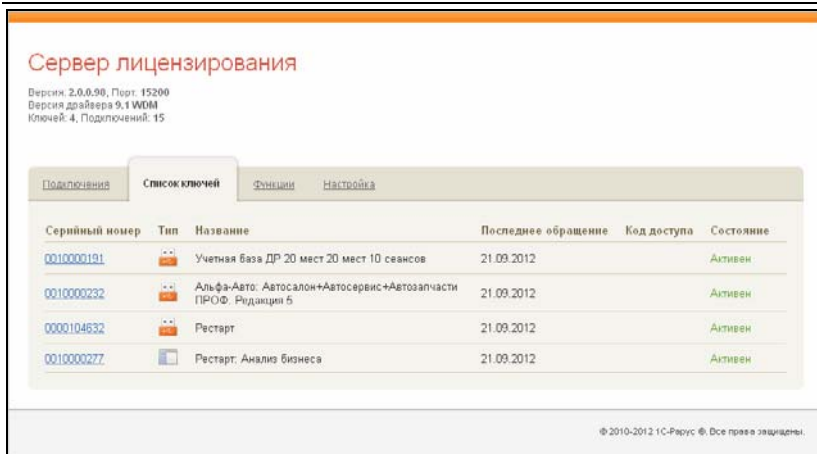 Сервер лицензирования
Версия: 2.0.0.90, Порт: 15200
Версия драйвера 9.1 WDM
Ключей: 4, Подключений: 15
Подключения Список ключей Функции Настройка
Серийный номер Тип Название Последнее обращение Код доступа Состояние
0010000191 Учетная база ДР 20 мест 20 мест 10 сеансов 21.09.2012 Активен
0010000232 Альфа-Авто: Автосалон+Автосервис+Автозапчасти ПРОФ. Редакция 5 21.09.2012 Активен
0000104632 Рестарт 21.09.2012 Активен
0010000277 Рестарт: Анализ бизнеса 21.09.2012 Активен
© 2010-2012 1С-Рарус ®. Все права защищены.